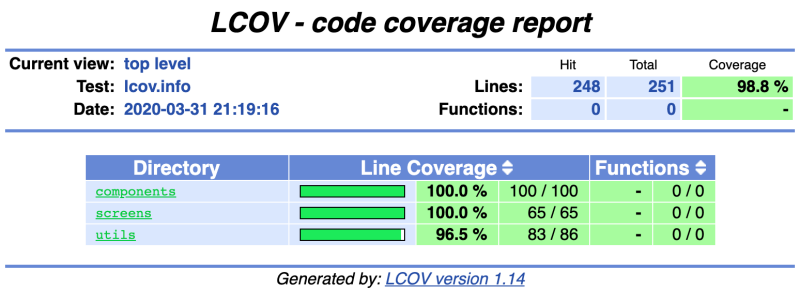 LCOV - code coverage report
Current view: top level Hit Total Coverage
Test: lcov.info Lines: 248 251 98.8 %
Date: 2020-03-31 21:19:16 Functions: 0 0 -
Directory Line Coverage Functions
components 100.0 % 100 / 100 - 0 / 0
screens 100.0 % 65 / 65 - 0 / 0
utils 96.5 % 83 / 86 - 0 / 0
Generated by: LCOV version 1.14